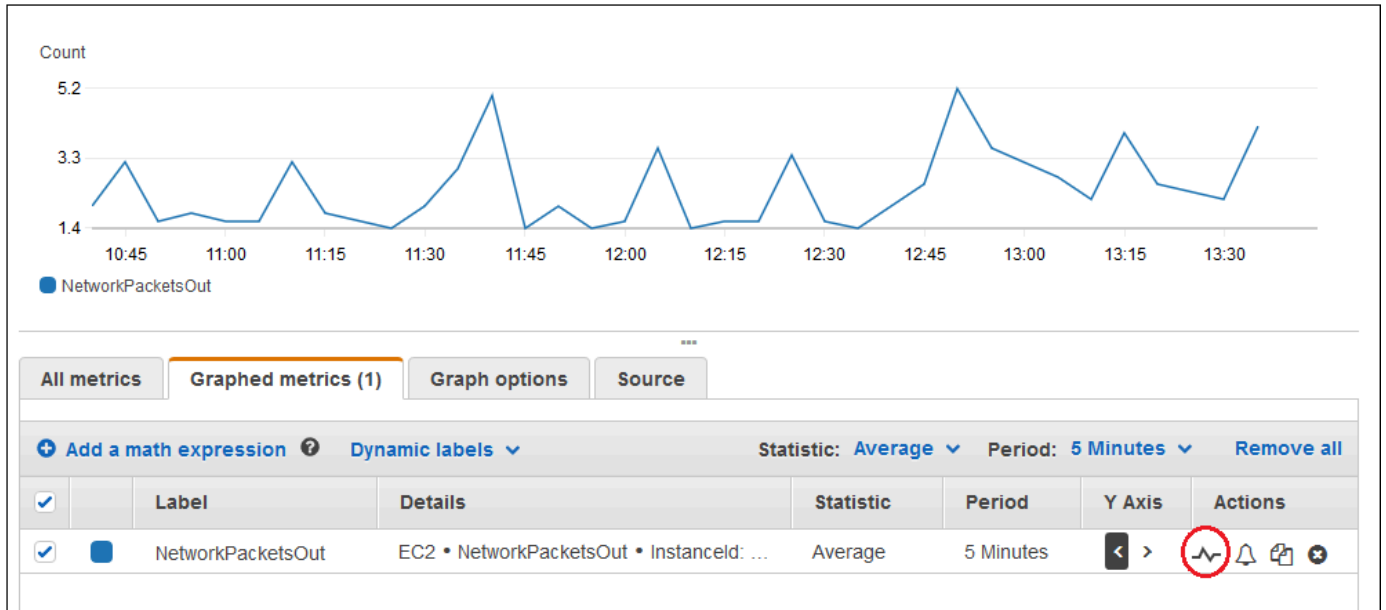 Count
5.2
3.3
1.4
10:45 11:00 11:15 11:30 11:45 12:00 12:15 12:30 12:45 13:00 13:15 13:30
NetworkPacketsOut
All metrics Graphed metrics (1) Graph options Source
Add a math expression ? Dynamic labels Statistic: Average Period: 5 Minutes Remove all
Label Details Statistic Period Y Axis Actions
NetworkPacketsOut EC2 • NetworkPacketsOut • InstanceId: ... Average 5 Minutes < >